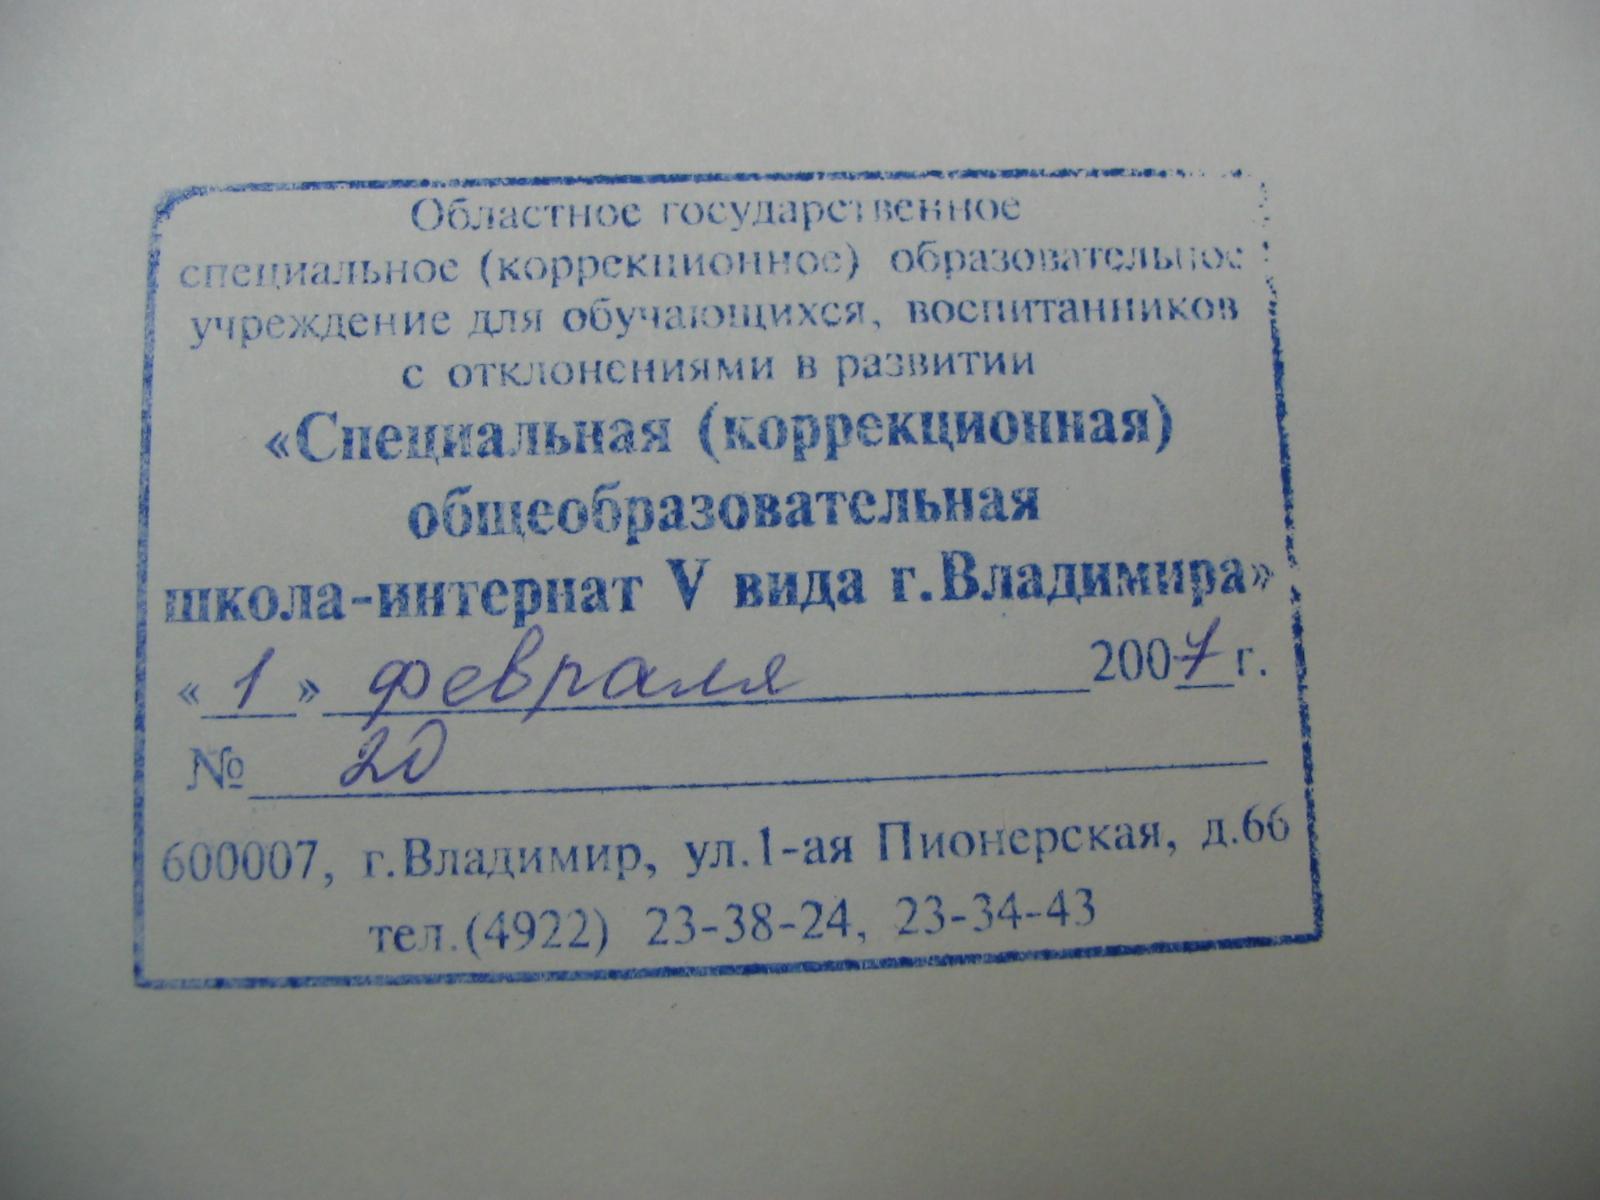 Областное государственное
специальное (коррекционное) образовательное
учреждение для обучающихся, воспитанников
с отклонениями в развитии
«Специальная (коррекционная)
общеобразовательная
школа-интернат V вида г.Владимира»
«1» февраля 2007 г.
№ 20
600007, г.Владимир, ул.1-ая Пионерская, д.66
тел.(4922) 23-38-24, 23-34-43